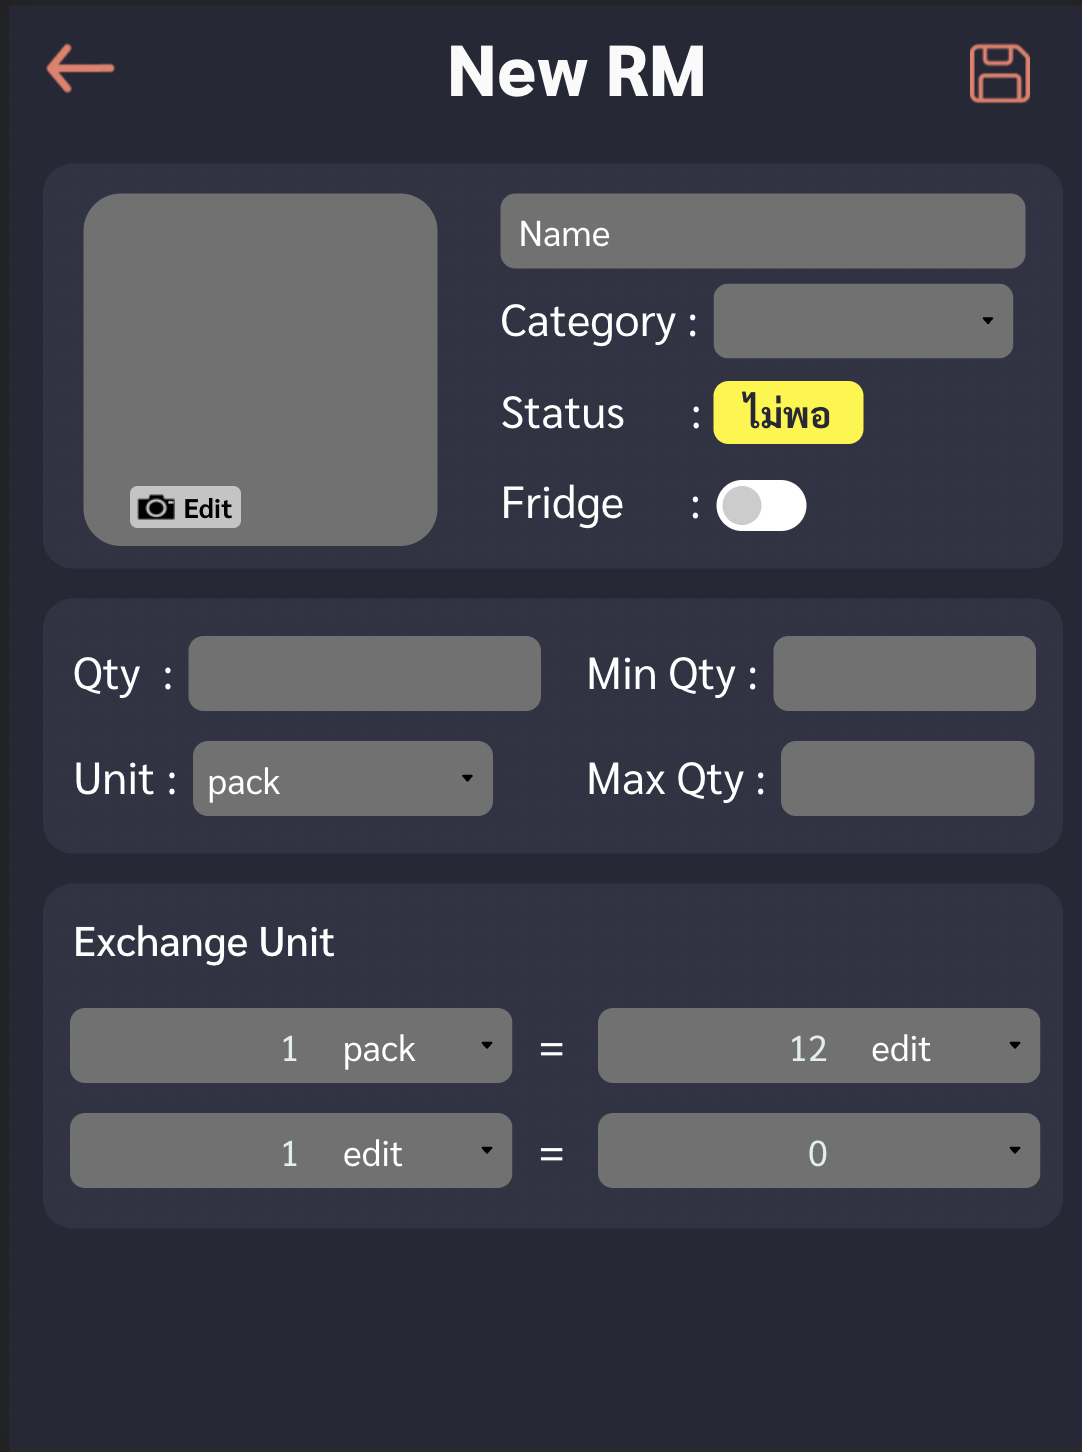 New RM
Name
Category :
Status : ไม่พอ
Edit
Fridge :
Qty : Min Qty :
Unit : pack Max Qty :
Exchange Unit
1 pack = 12 edit
1 edit = 0